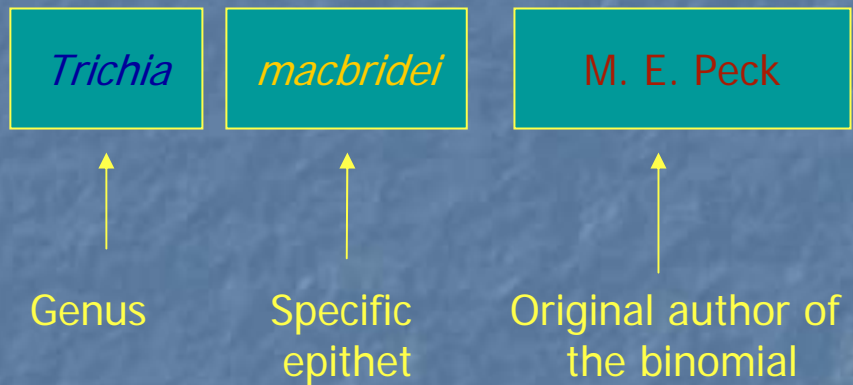 Trichia macbridei M. E. Peck
Genus Specific Original author of
epithet the binomial